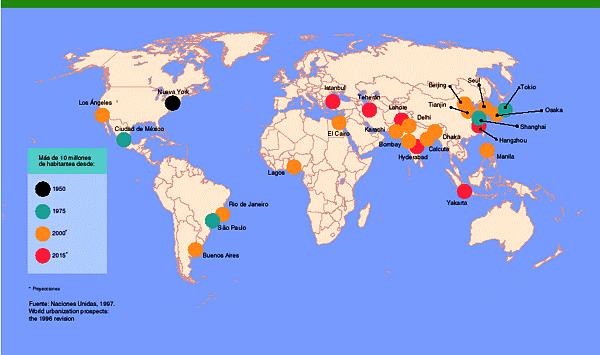 Nueva York
Los Ángeles
Ciudad de México
Más de 10 millones
de habitantes desde:
1950
1975
2000*
2015*
* Proyecciones
Fuente: Naciones Unidas, 1997.
World urbanization prospects:
the 1996 revision
Rio de Janeiro
São Paulo
Buenos Aires
Lagos
El Cairo
Istanbul
Teherán
Lahore
Karachi
Delhi
Bombay
Hyderabad
Calcuta
Dhaka
Beijing
Tianjin
Seul
Tokio
Osaka
Shanghai
Hangzhou
Manila
Yakarta